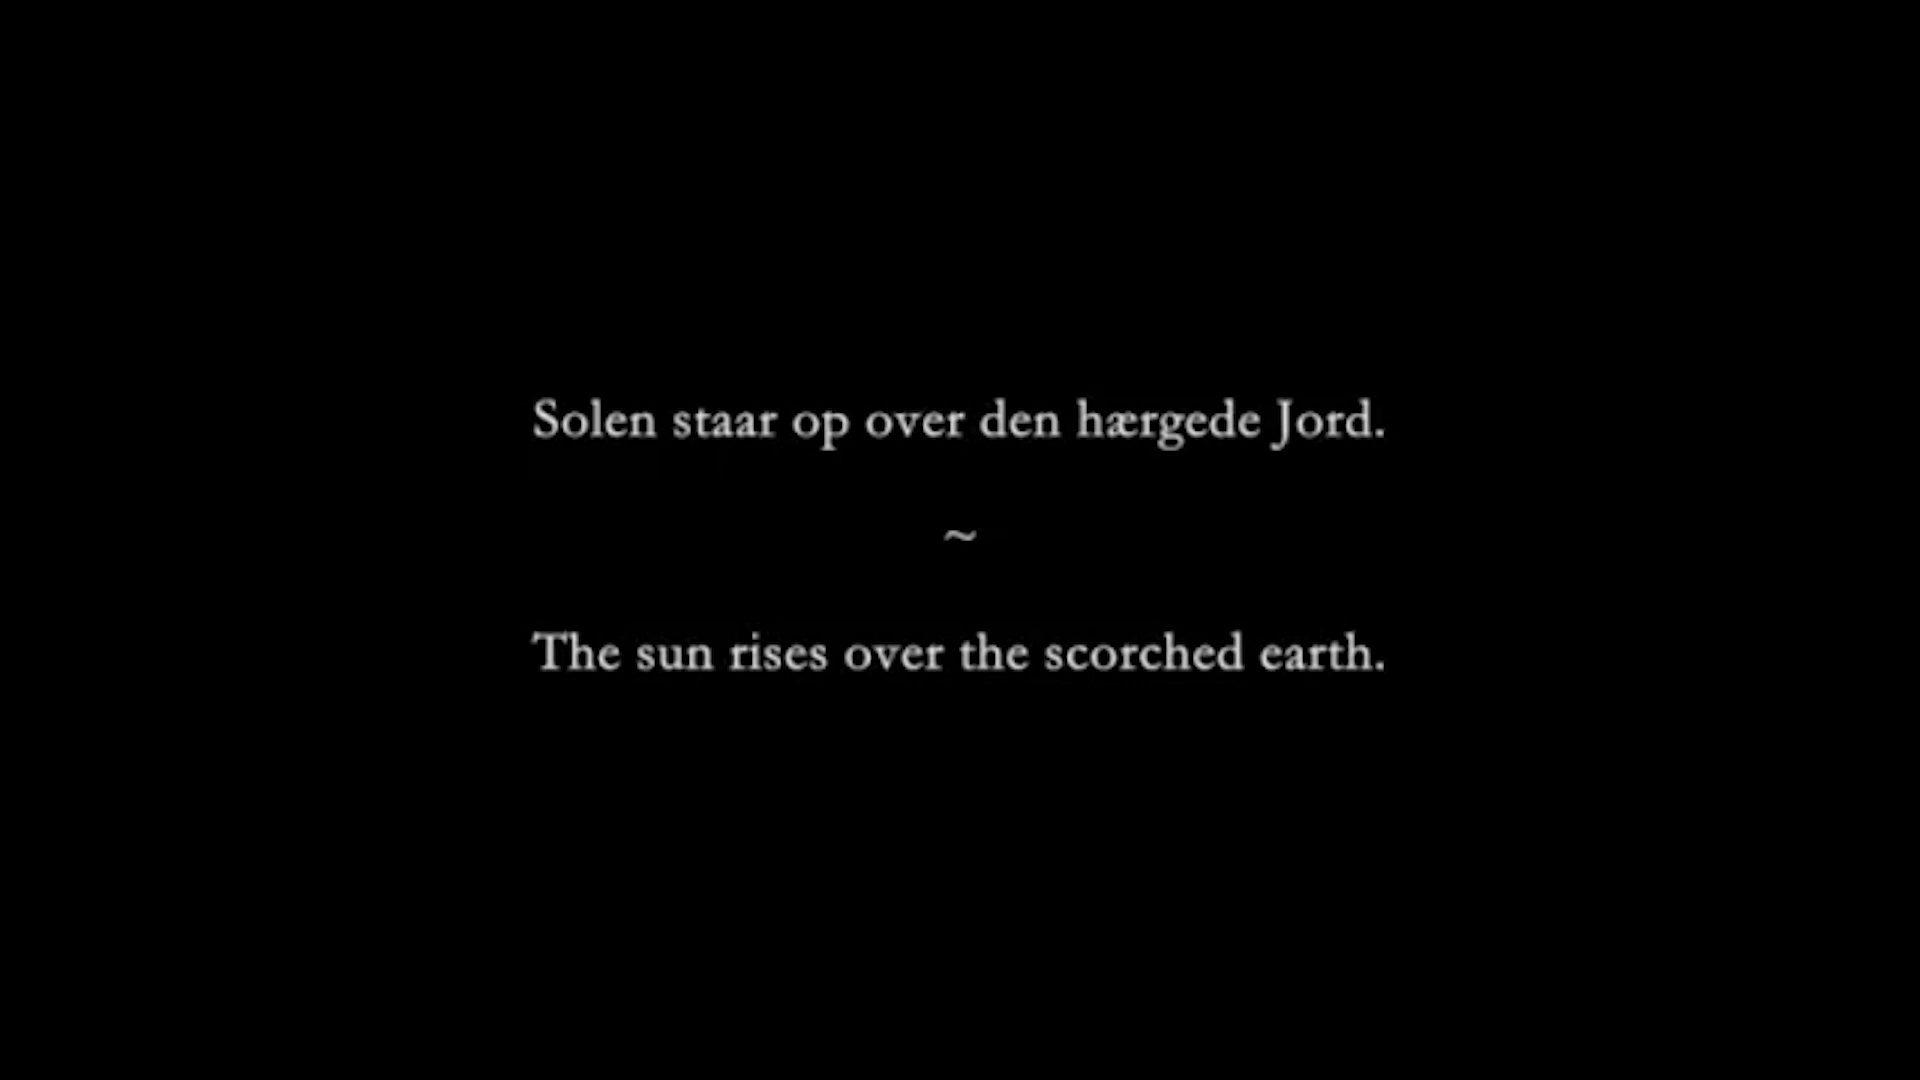 Solen staar op over den hærgede Jord.
~
The sun rises over the scorched earth.